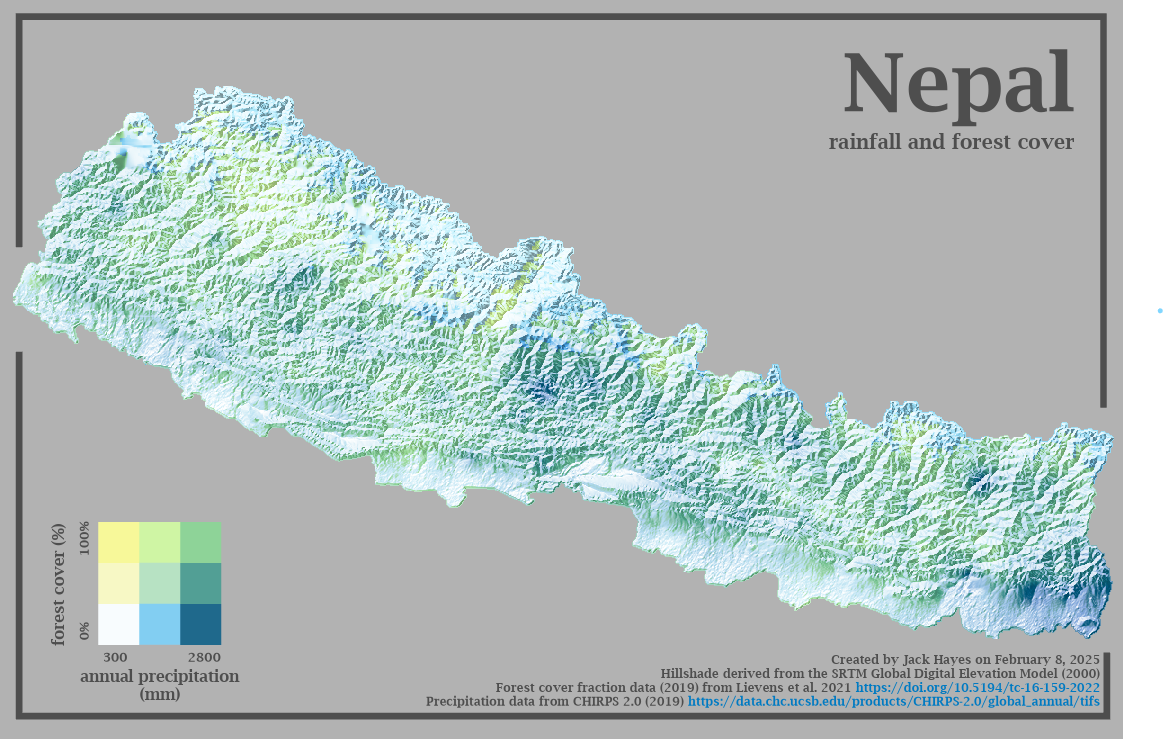 Nepal
rainfall and forest cover
forest cover (%)
100%
0%
300
2800
annual precipitation
(mm)
Created by Jack Hayes on February 8, 2025
Hillshade derived from the SRTM Global Digital Elevation Model (2000)
Forest cover fraction data (2019) from Lievens et al. 2021 https://doi.org/10.5194/tc-16-159-2022
Precipitation data from CHIRPS 2.0 (2019) https://data.chc.ucsb.edu/products/CHIRPS-2.0/global_annual/tifs